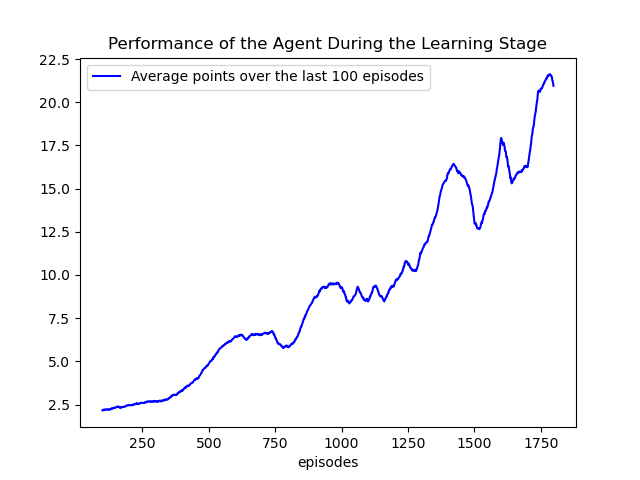 Performance of the Agent During the Learning Stage
Average points over the last 100 episodes
22.5
20.0
17.5
15.0
12.5
10.0
7.5
5.0
2.5
250 500 750 1000 1250 1500 1750
episodes